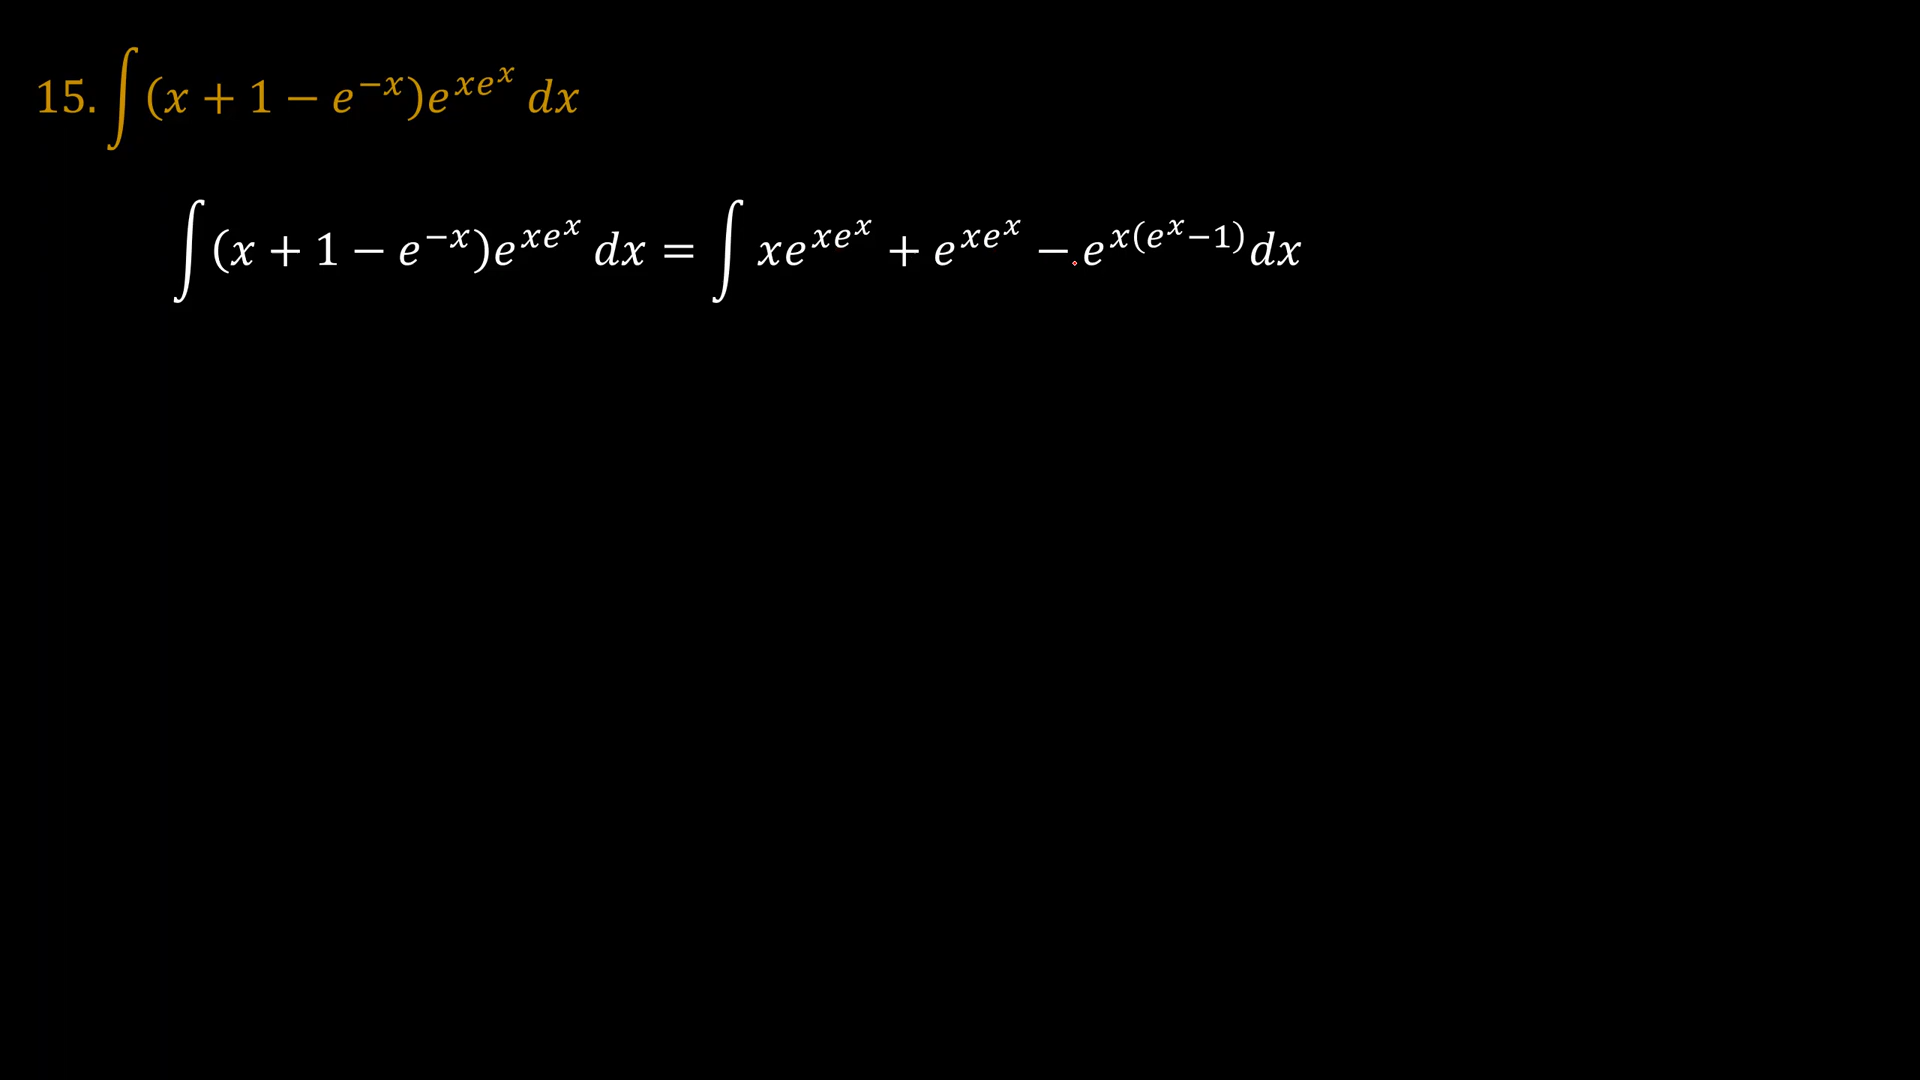 15. ∫(x + 1 − e^{−x})e^{xe^x} dx
∫(x + 1 − e^{−x})e^{xe^x} dx = ∫ xe^{xe^x} + e^{xe^x} − e^{x(e^x−1)}dx